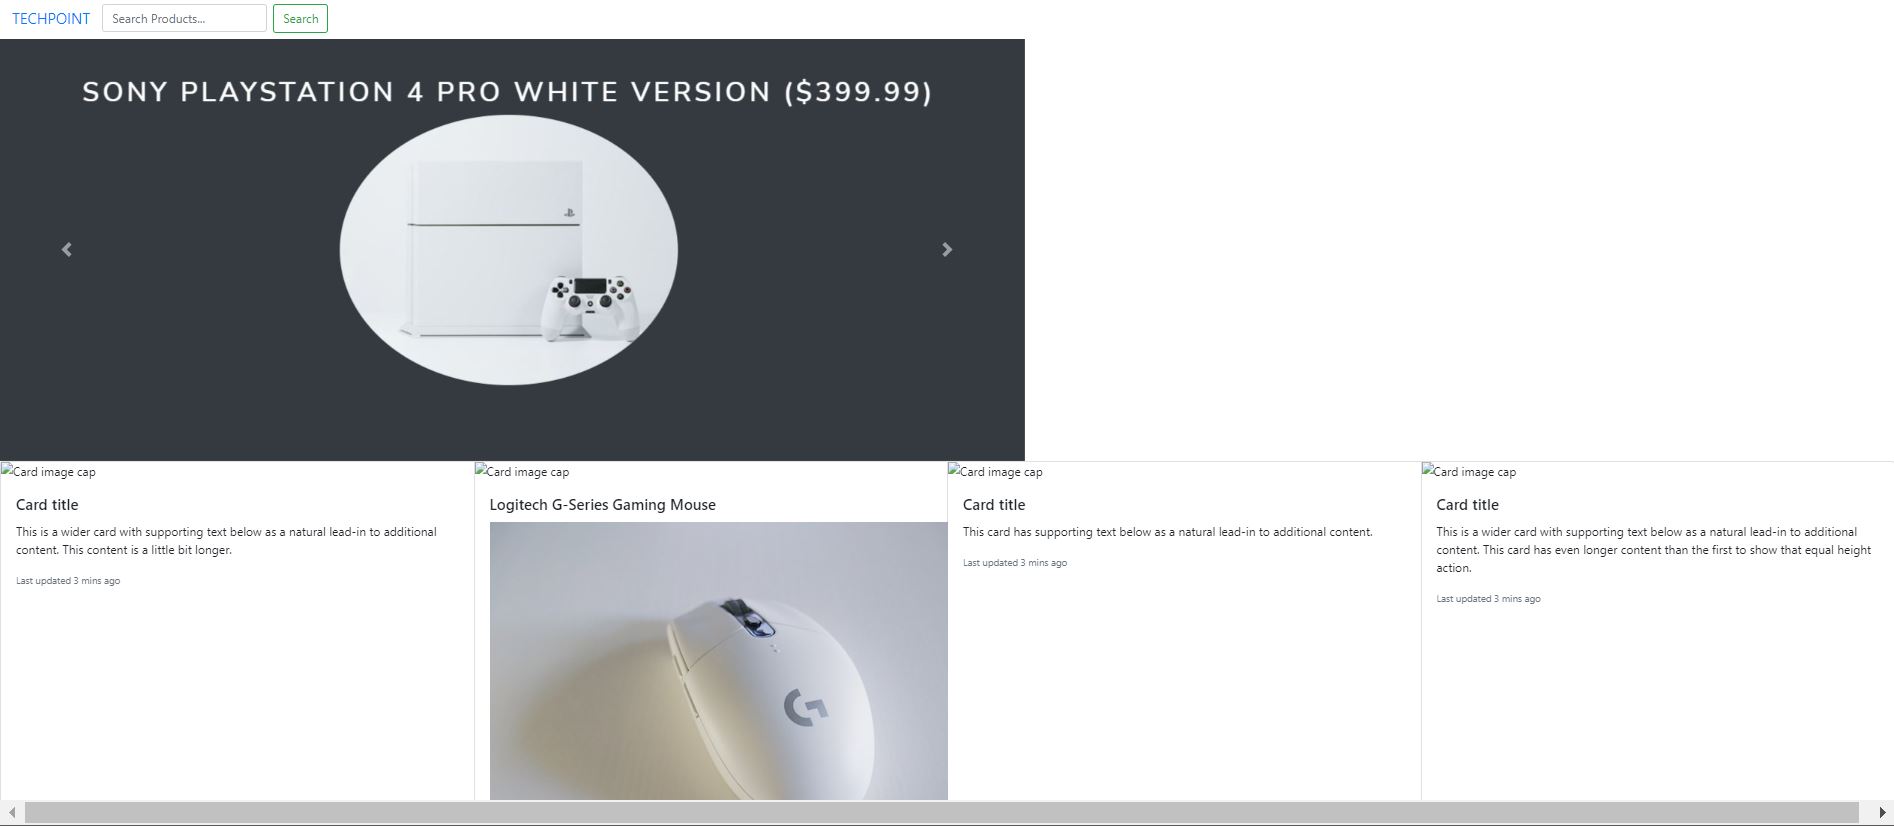 TECHPOINT
Search Products...
Search
SONY PLAYSTATION 4 PRO WHITE VERSION ($399.99)
Card image cap
Card title
This is a wider card with supporting text below as a natural lead-in to additional
content. This content is a little bit longer.
Last updated 3 mins ago
Card image cap
Logitech G-Series Gaming Mouse
G
Card image cap
Card title
This card has supporting text below as a natural lead-in to additional content.
Last updated 3 mins ago
Card image cap
Card title
This is a wider card with supporting text below as a natural lead-in to additional
content. This card has even longer content than the first to show that equal height
action.
Last updated 3 mins ago